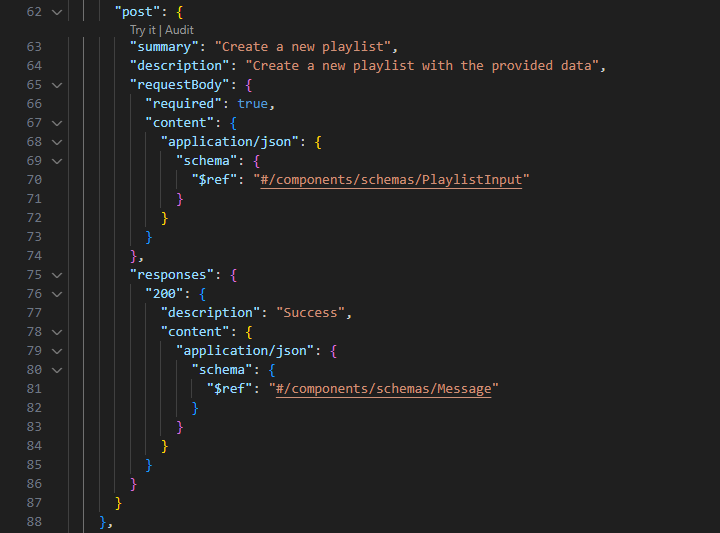 62 "post": {
Try it | Audit
63 "summary": "Create a new playlist",
64 "description": "Create a new playlist with the provided data",
65 "requestBody": {
66 "required": true,
67 "content": {
68 "application/json": {
69 "schema": {
70 "$ref": "#/components/schemas/PlaylistInput"
71 }
72 }
73 }
74 },
75 "responses": {
76 "200": {
77 "description": "Success",
78 "content": {
79 "application/json": {
80 "schema": {
81 "$ref": "#/components/schemas/Message"
82 }
83 }
84 }
85 }
86 }
87 }
88 },